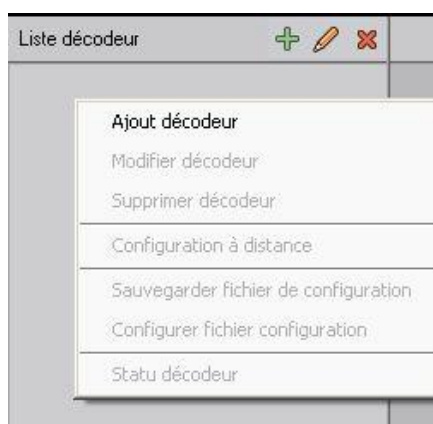 Liste décodeur
Ajout décodeur
Modifier décodeur
Supprimer décodeur
Configuration à distance
Sauvegarder fichier de configuration
Configurer fichier configuration
Statu décodeur